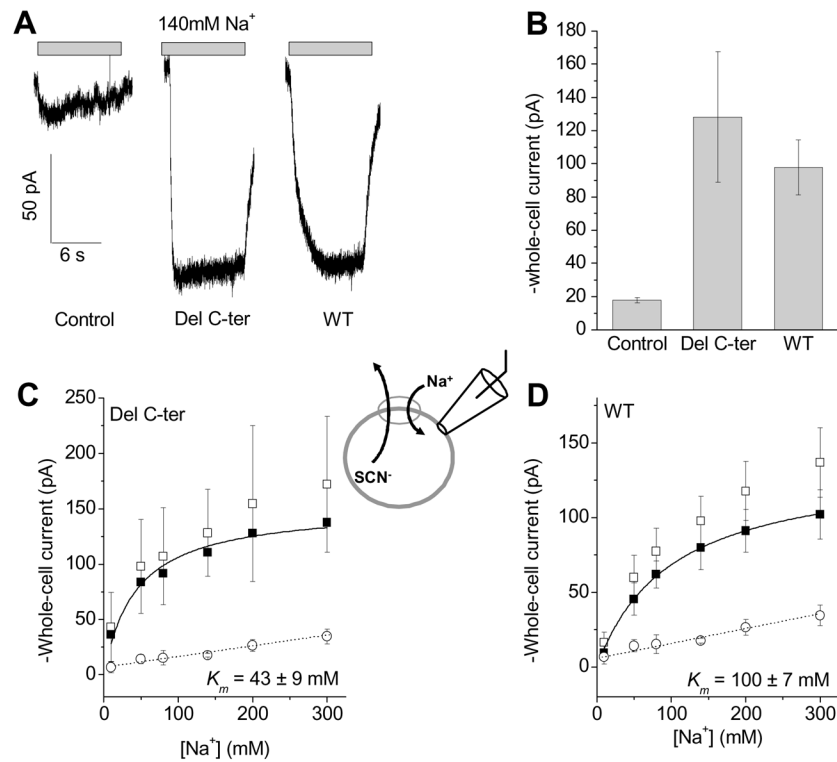 A
140mM Na⁺
50 pA
6 s
Control
Del C-ter
WT
B
-whole-cell current (pA)
180
160
140
120
100
80
60
40
20
0
Control
Del C-ter
WT
C
Del C-ter
-Whole-cell current (pA)
250
200
150
100
50
0
0
100
200
300
Kₘ = 43 ± 9 mM
[Na⁺] (mM)
Na⁺
SCN⁻
D
WT
-Whole-cell current (pA)
150
100
50
0
0
100
200
300
Kₘ = 100 ± 7 mM
[Na⁺] (mM)